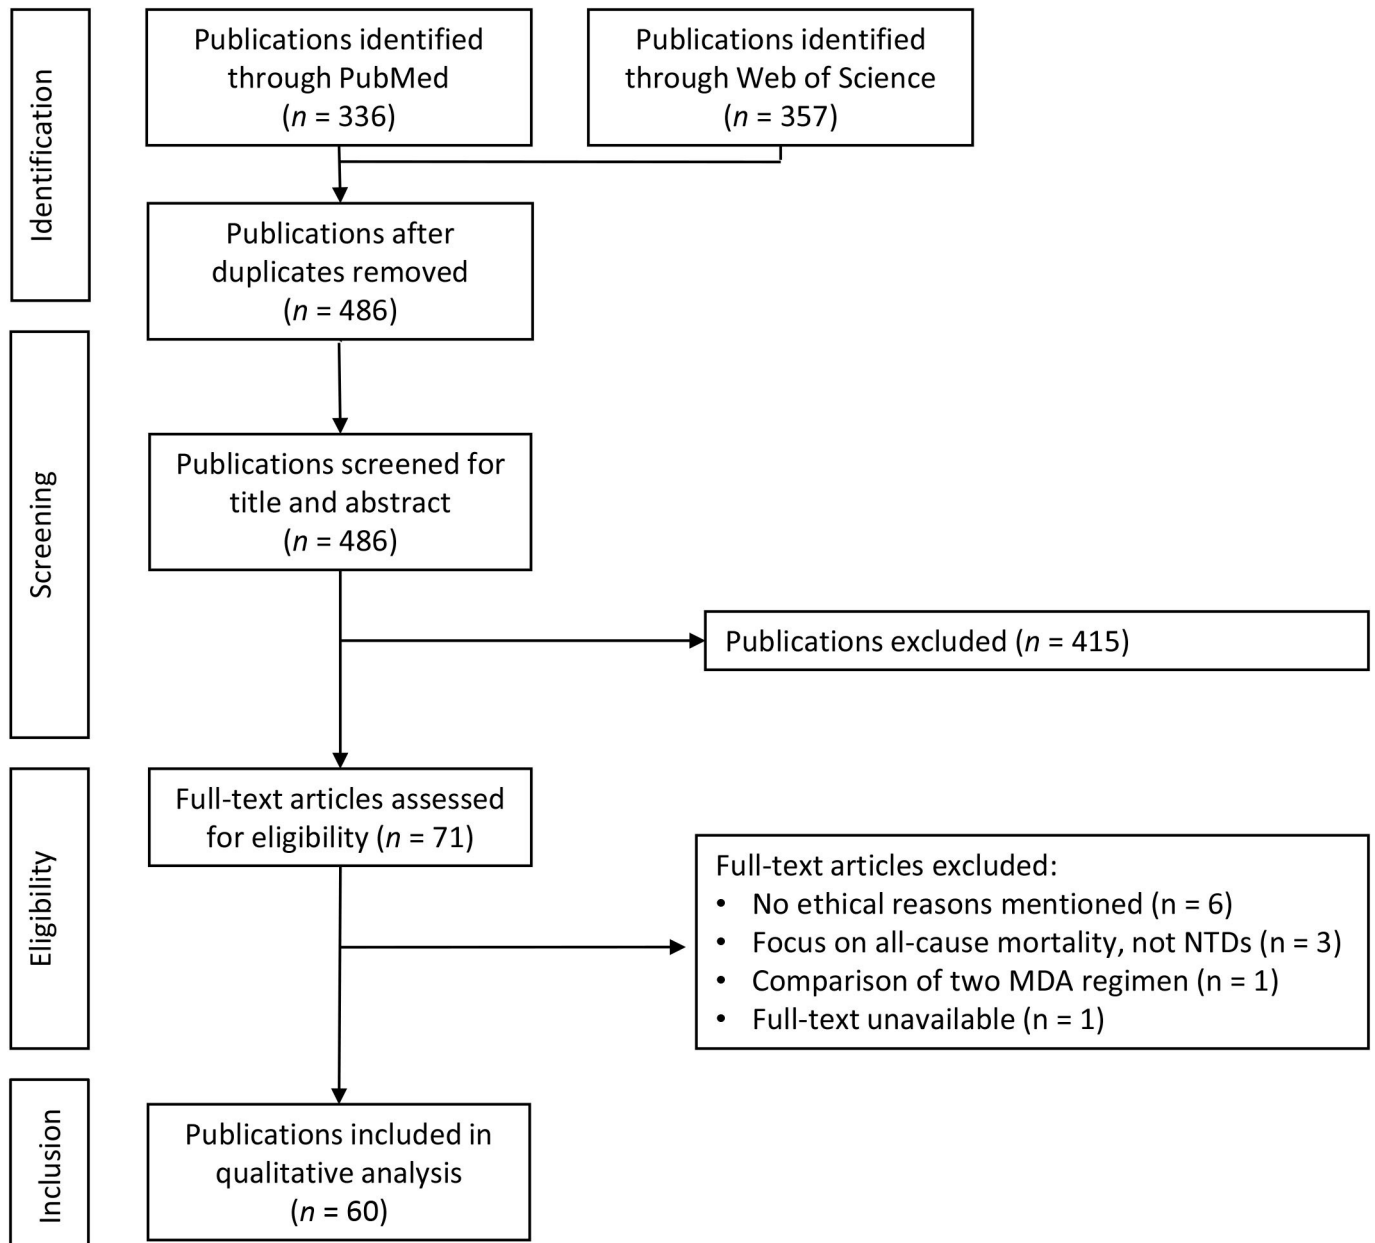 Identification
Publications identified
through PubMed
(n = 336)
Publications identified
through Web of Science
(n = 357)
Publications after
duplicates removed
(n = 486)
Screening
Publications screened for
title and abstract
(n = 486)
Publications excluded (n = 415)
Eligibility
Full-text articles assessed
for eligibility (n = 71)
Full-text articles excluded:
• No ethical reasons mentioned (n = 6)
• Focus on all-cause mortality, not NTDs (n = 3)
• Comparison of two MDA regimen (n = 1)
• Full-text unavailable (n = 1)
Inclusion
Publications included in
qualitative analysis
(n = 60)